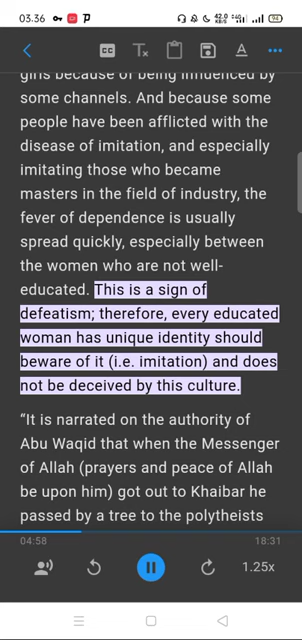 03.36
42.0
KB/S
4G
94
CC
girls because of being influenced by
some channels. And because some
people have been afflicted with the
disease of imitation, and especially
imitating those who became
masters in the field of industry, the
fever of dependence is usually
spread quickly, especially between
the women who are not well-
educated. This is a sign of
defeatism; therefore, every educated
woman has unique identity should
beware of it (i.e. imitation) and does
not be deceived by this culture.
“It is narrated on the authority of
Abu Waqid that when the Messenger
of Allah (prayers and peace of Allah
be upon him) got out to Khaibar he
passed by a tree to the polytheists
04:58 18:31
1.25x